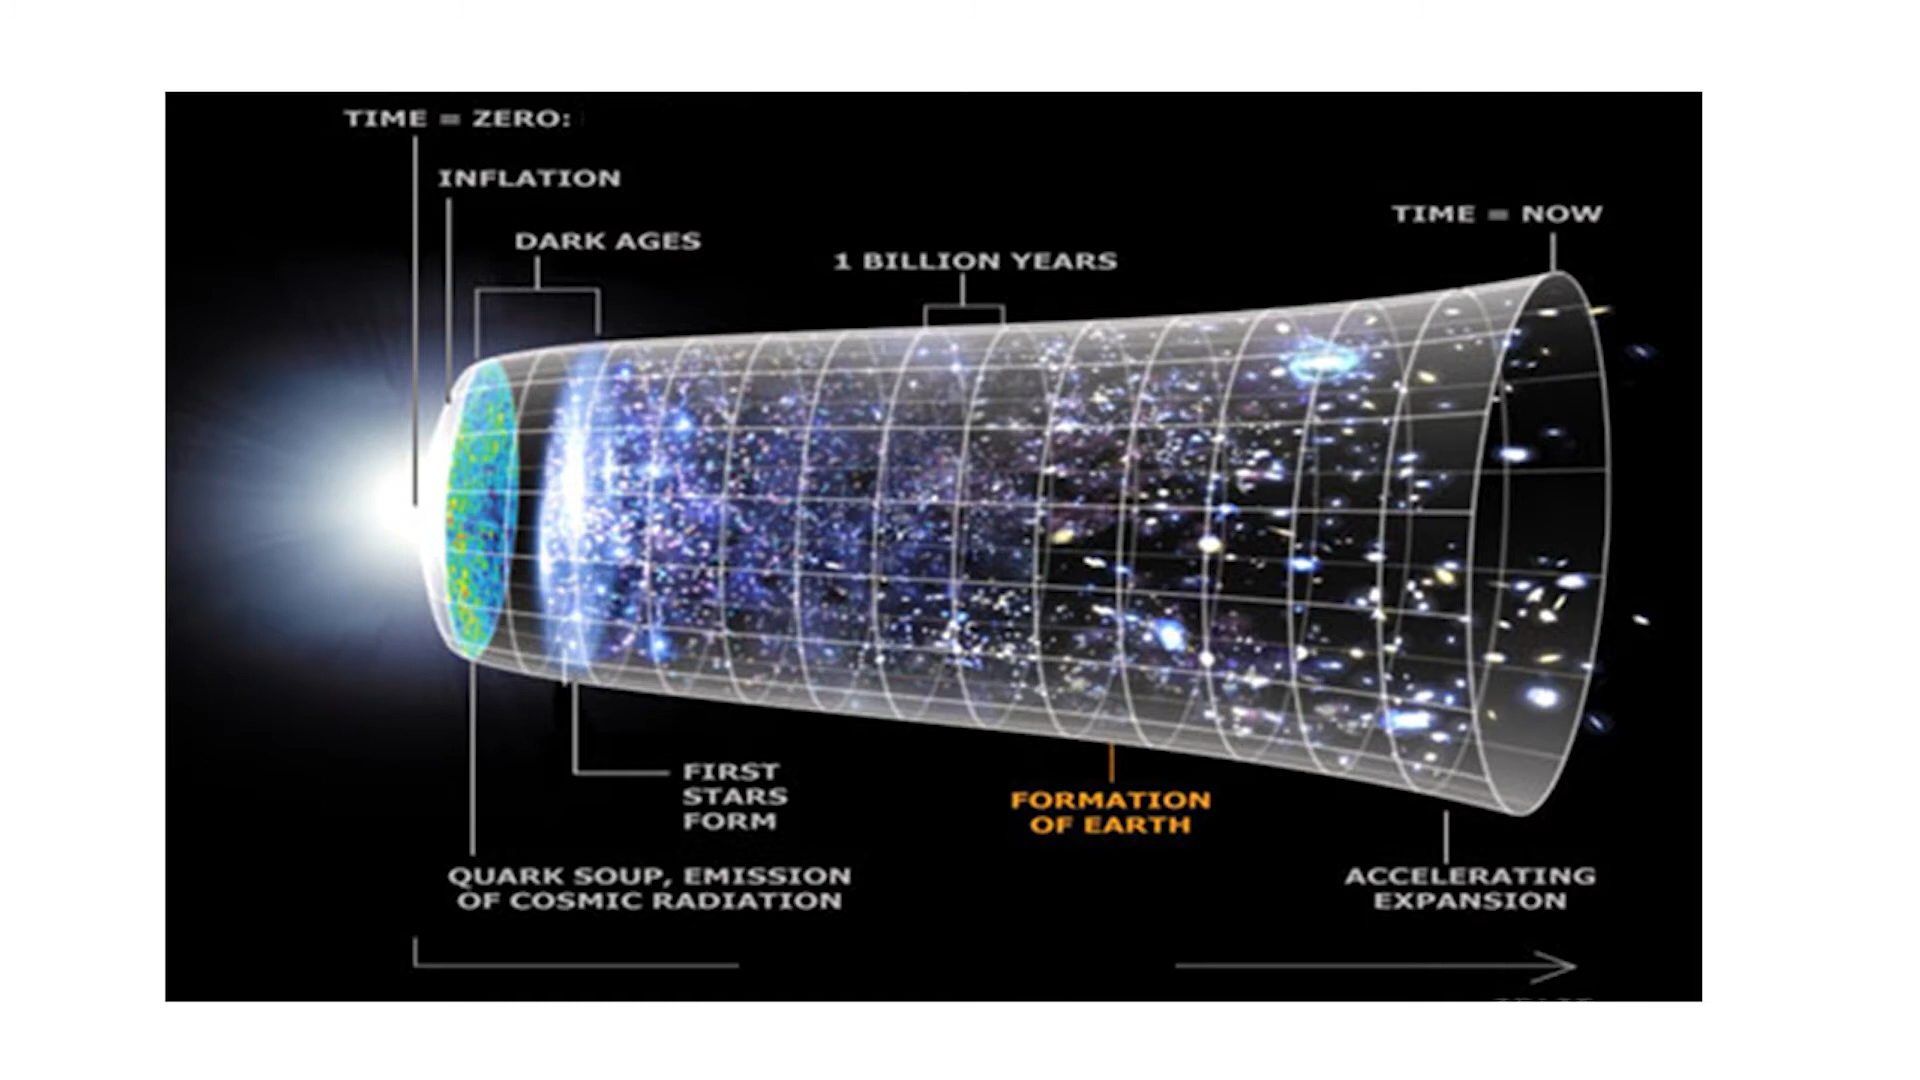 TIME = ZERO:
INFLATION
DARK AGES
1 BILLION YEARS
TIME = NOW
FIRST
STARS
FORM
FORMATION
OF EARTH
QUARK SOUP, EMISSION
OF COSMIC RADIATION
ACCELERATING
EXPANSION